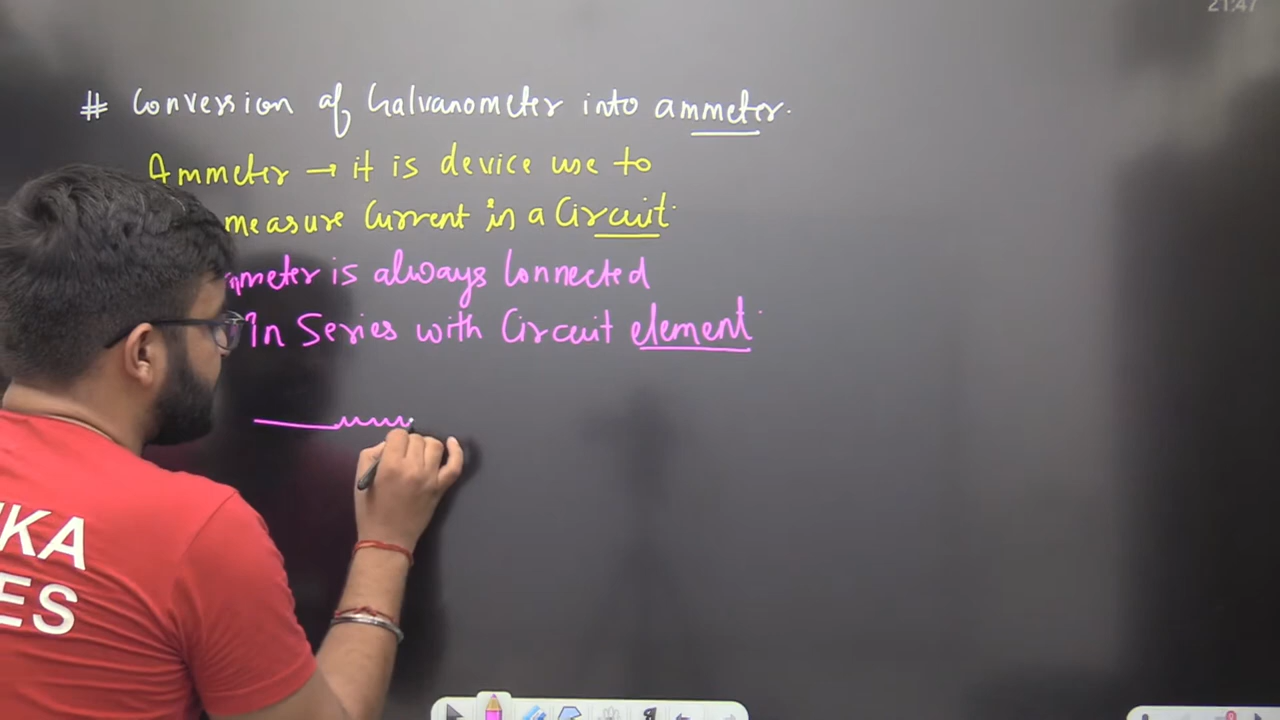 21:47
# Conversion of Galvanometer into ammeter.
Ammeter → it is device use to
measure Current in a Circuit.
mmeter is always Connected
In Series with Circuit element.
KA
ES